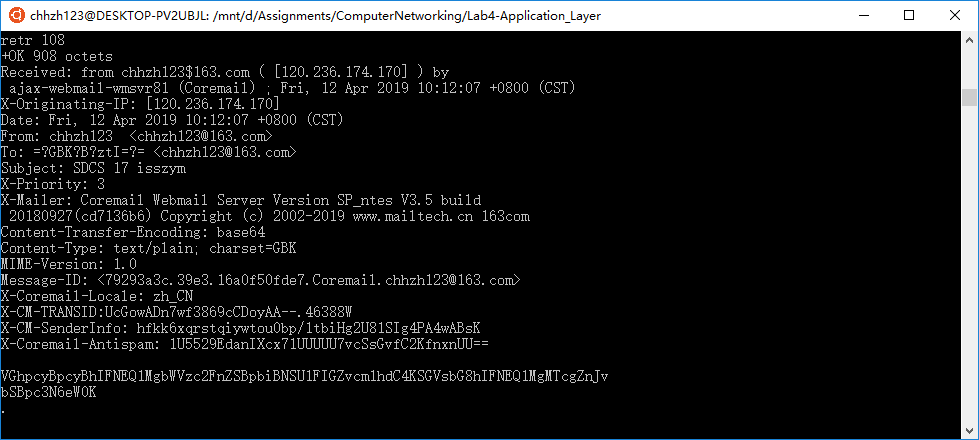 chhzh123@DESKTOP-PV2UBJL: /mnt/d/Assignments/ComputerNetworking/Lab4-Application_Layer
retr 108
+OK 908 octets
Received: from chhzh123$163.com ( [120.236.174.170] ) by
 ajax-webmail-wmsvr81 (Coremail) ; Fri, 12 Apr 2019 10:12:07 +0800 (CST)
X-Originating-IP: [120.236.174.170]
Date: Fri, 12 Apr 2019 10:12:07 +0800 (CST)
From: chhzh123  <chhzh123@163.com>
To: =?GBK?B?ztI=?= <chhzh123@163.com>
Subject: SDCS 17 isszym
X-Priority: 3
X-Mailer: Coremail Webmail Server Version SP_ntes V3.5 build
 20180927(cd7136b6) Copyright (c) 2002-2019 www.mailtech.cn 163com
Content-Transfer-Encoding: base64
Content-Type: text/plain; charset=GBK
MIME-Version: 1.0
Message-ID: <79293a3c.39e3.16a0f50fde7.Coremail.chhzh123@163.com>
X-Coremail-Locale: zh_CN
X-CM-TRANSID:UcGowADn7wf3869cCDoyAA--.46388W
X-CM-SenderInfo: hfkk6xqrstqiywtou0bp/1tbiHg2U81SIg4PA4wABsK
X-Coremail-Antispam: 1U5529EdanIXcx71UUUUU7vcSsGvfC2KfnxnUU==
VGhpcyBpcyBhIFNEQ1MgbWVzc2FnZSBpbiBNSU1FIGZvcm1hdC4KSGVsbG8hIFNEQ1MgMTcgZnJv
bSBpc3N6eW0K
.